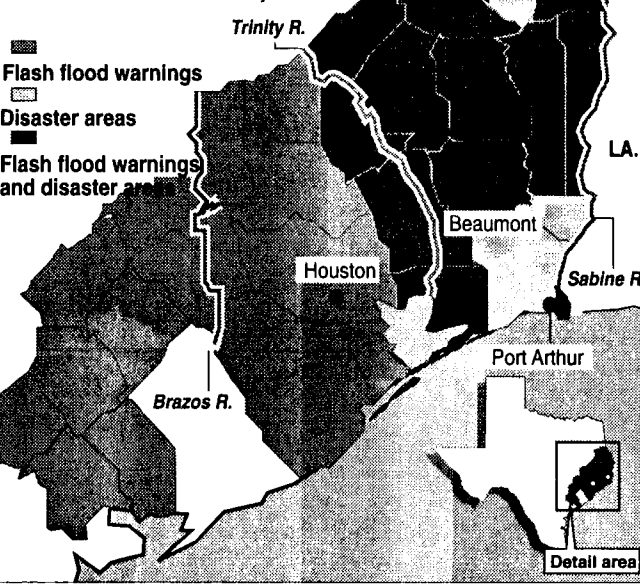 Trinity R.
Flash flood warnings
Disaster areas
Flash flood warnings
and disaster areas
LA.
Beaumont
Houston
Sabine R
Port Arthur
Brazos R.
Detail area